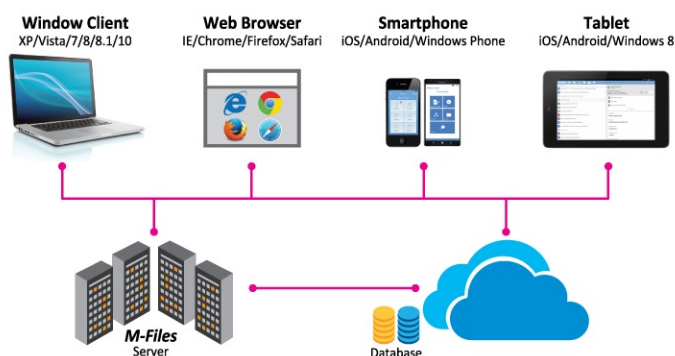 Window Client
XP/Vista/7/8/8.1/10
Web Browser
IE/Chrome/Firefox/Safari
Smartphone
iOS/Android/Windows Phone
Tablet
iOS/Android/Windows 8
M-Files
Server
Database